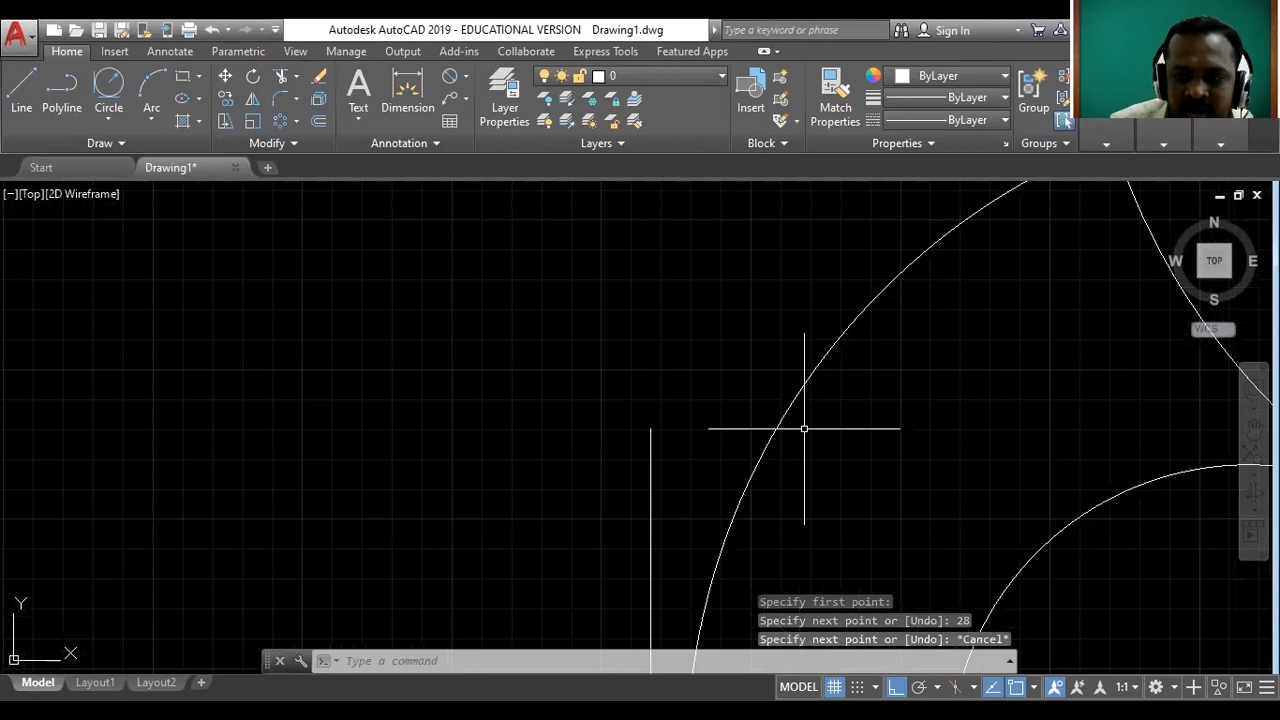 Autodesk AutoCAD 2019 - EDUCATIONAL VERSION Drawing1.dwg
Type a keyword or phrase
Sign In
Home Insert Annotate Parametric View Manage Output Add-ins Collaborate Express Tools Featured Apps
0
ByLayer
ByLayer
ByLayer
Line Polyline Circle Arc Text Dimension Layer Properties Insert Match Properties Group
Draw Modify Annotation Layers Block Properties Groups
Start Drawing1*
[−][Top][2D Wireframe]
N
W TOP E
S
WCS
Specify first point:
Specify next point or [Undo]: 28
Specify next point or [Undo]: *Cancel*
Y
X
Type a command
Model Layout1 Layout2
MODEL 1:1